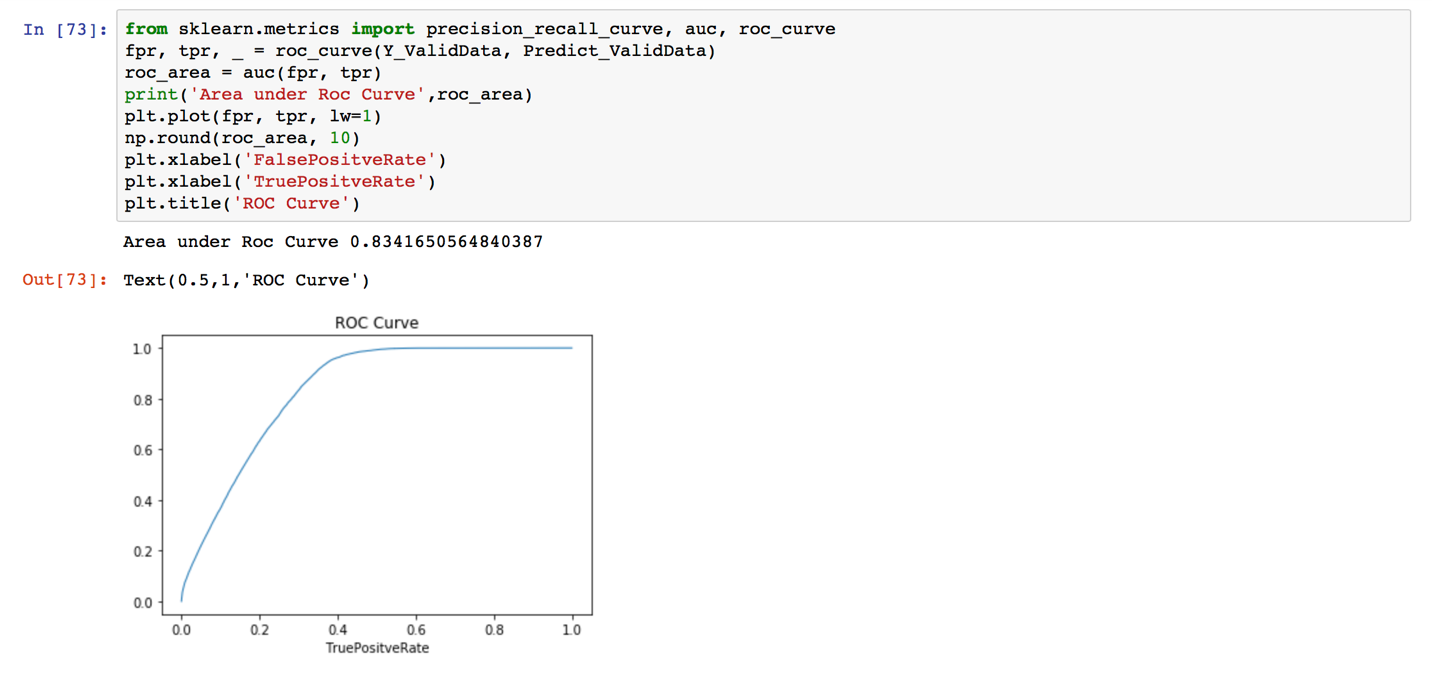 In [73]: from sklearn.metrics import precision_recall_curve, auc, roc_curve
fpr, tpr, _ = roc_curve(Y_ValidData, Predict_ValidData)
roc_area = auc(fpr, tpr)
print('Area under Roc Curve',roc_area)
plt.plot(fpr, tpr, lw=1)
np.round(roc_area, 10)
plt.xlabel('FalsePositveRate')
plt.xlabel('TruePositveRate')
plt.title('ROC Curve')
Area under Roc Curve 0.8341650564840387
Out[73]: Text(0.5,1,'ROC Curve')
ROC Curve
1.0
0.8
0.6
0.4
0.2
0.0
0.0 0.2 0.4 0.6 0.8 1.0
TruePositveRate